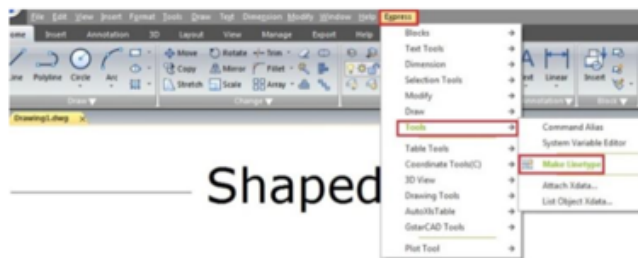 File Edit View Insert Format Tools Draw Text Dimension Modify Window Help Express
ome Insert Annotation 3D Layout View Manage Export Help
Line Polyline Circle Arc
Move Rotate Trim
Copy Mirror Fillet
Stretch Scale Array
Draw Change
Linear Insert
Annotation Block
Drawing1.dwg
Shaped
Blocks
Text Tools
Dimension
Selection Tools
Modify
Draw
Tools
Table Tools
Coordinate Tools(C)
3D View
Drawing Tools
AutoXlsTable
GstarCAD Tools
Plot Tool
Command Alias
System Variable Editor
Make Linetype
Attach Xdata...
List Object Xdata...